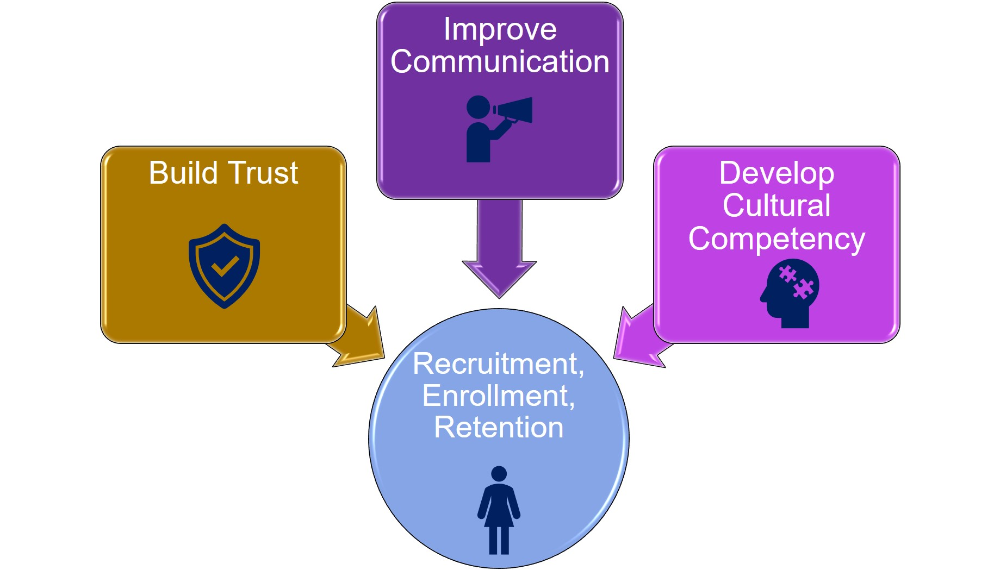 Improve
Communication
Build Trust
Develop
Cultural
Competency
Recruitment,
Enrollment,
Retention